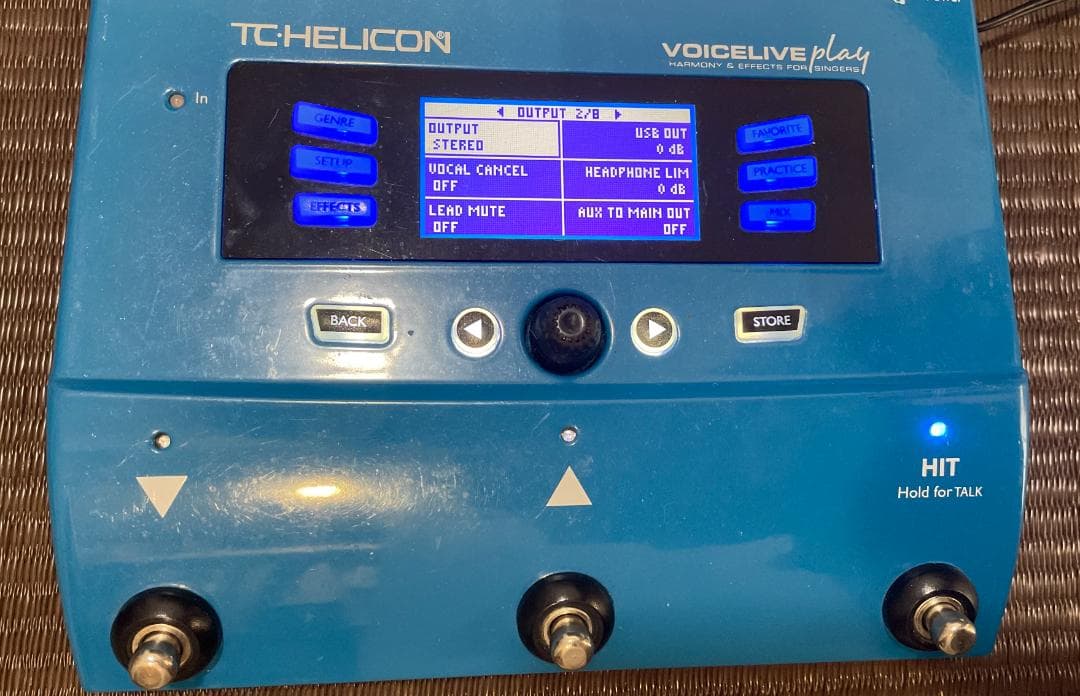 TC·HELICON®
VOICELIVE play
HARMONY & EFFECTS FOR SINGERS
In
GENRE
SETUP
EFFECTS
OUTPUT 2/8
OUTPUT
STEREO
USB OUT
0 dB
VOCAL CANCEL
OFF
HEADPHONE LIM
0 dB
LEAD MUTE
OFF
AUX TO MAIN OUT
OFF
FAVORITE
PRACTICE
MIX
BACK
STORE
HIT
Hold for TALK